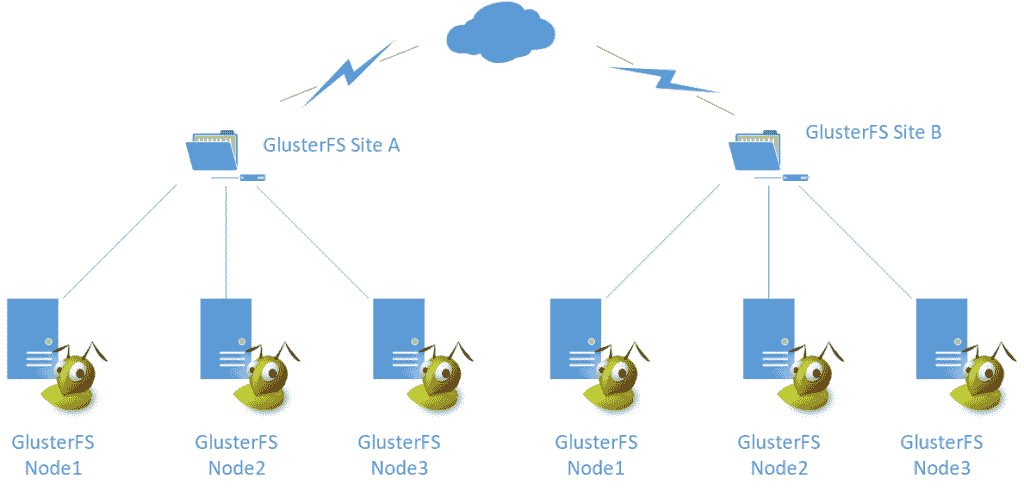 GlusterFS Site A
GlusterFS Site B
GlusterFS
Node1
GlusterFS
Node2
GlusterFS
Node3
GlusterFS
Node1
GlusterFS
Node2
GlusterFS
Node3